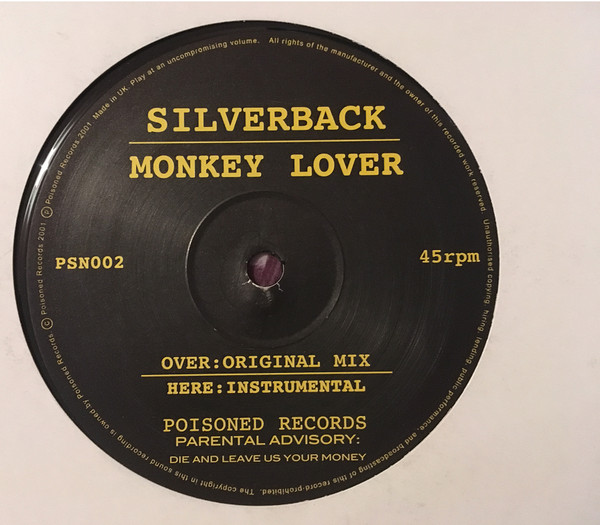 SILVERBACK
MONKEY LOVER
PSN002
45rpm
OVER:ORIGINAL MIX
HERE:INSTRUMENTAL
POISONED RECORDS
PARENTAL ADVISORY:
DIE AND LEAVE US YOUR MONEY
The copyright in this sound recording is owned by Poisoned Records. © Poisoned Records 2001 ℗ Poisoned Records 2001. Made in UK. Play at an uncompromising volume. All rights of the manufacturer and the owner of this recorded work reserved. Unauthorised copying, hiring, lending, public performance, and broadcasting of this record-prohibited.